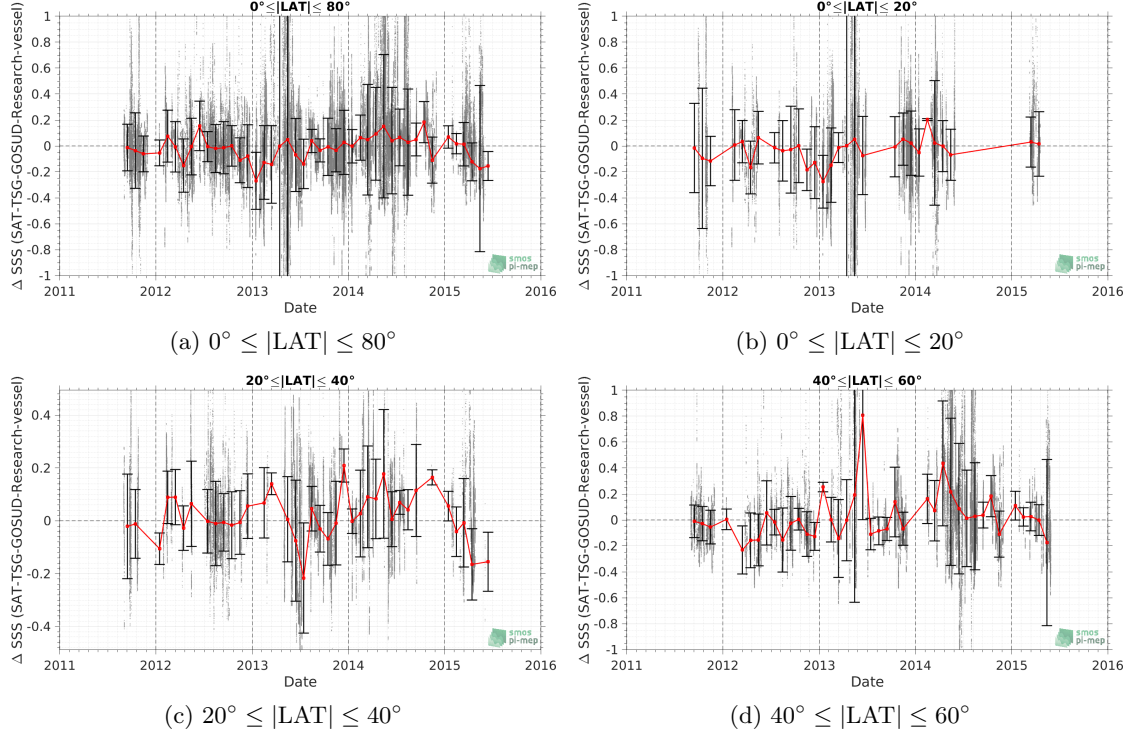 0°≤|LAT|≤ 80°
Δ SSS (SAT-TSG-GOSUD-Research-vessel)
1
0.8
0.6
0.4
0.2
0
-0.2
-0.4
-0.6
-0.8
-1
2011 2012 2013 2014 2015 2016
Date
smos
pi-mep
(a) 0° ≤ |LAT| ≤ 80°
0°≤|LAT|≤ 20°
Δ SSS (SAT-TSG-GOSUD-Research-vessel)
1
0.8
0.6
0.4
0.2
0
-0.2
-0.4
-0.6
-0.8
-1
2011 2012 2013 2014 2015 2016
Date
smos
pi-mep
(b) 0° ≤ |LAT| ≤ 20°
20°≤|LAT|≤ 40°
Δ SSS (SAT-TSG-GOSUD-Research-vessel)
0.4
0.2
0
-0.2
-0.4
2011 2012 2013 2014 2015 2016
Date
smos
pi-mep
(c) 20° ≤ |LAT| ≤ 40°
40°≤|LAT|≤ 60°
Δ SSS (SAT-TSG-GOSUD-Research-vessel)
1
0.8
0.6
0.4
0.2
0
-0.2
-0.4
-0.6
-0.8
-1
2011 2012 2013 2014 2015 2016
Date
smos
pi-mep
(d) 40° ≤ |LAT| ≤ 60°